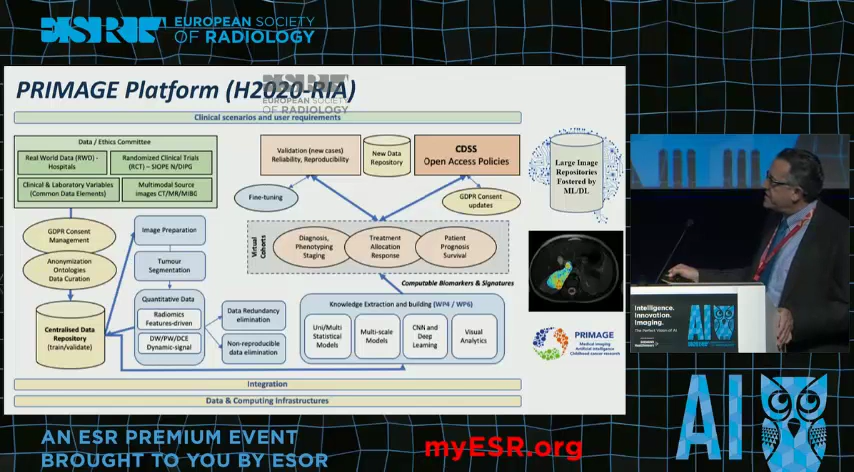 ESR EUROPEAN SOCIETY
OF RADIOLOGY
PRIMAGE Platform (H2020-RIA)
ESR
EUROPEAN SOCIETY
OF RADIOLOGY
Clinical scenarios and user requirements
Data / Ethics Committee
Real World Data (RWD) -
Hospitals
Randomized Clinical Trials
(RCT) – SIOPE N/DIPG
Clinical & Laboratory Variables
(Common Data Elements)
Multimodal Source
images CT/MR/MIBG
Validation (new cases)
Reliability, Reproducibility
New Data
Repository
CDSS
Open Access Policies
Large Image
Repositories
Fostered by
ML/DL
Fine-tuning
GDPR Consent
updates
GDPR Consent
Management
Anonymization
Ontologies
Data Curation
Centralised Data
Repository
(train/validate)
Image Preparation
Tumour
Segmentation
Quantitative Data
Radiomics
Features-driven
DW/PW/DCE
Dynamic-signal
Data Redundancy
elimination
Non-reproducible
data elimination
Virtual
Cohorts
Diagnosis,
Phenotyping
Staging
Treatment
Allocation
Response
Patient
Prognosis
Survival
Computable Biomarkers & Signatures
Knowledge Extraction and building (WP4 / WP6)
Uni/Multi
Statistical
Models
Multi-scale
Models
CNN and
Deep
Learning
Visual
Analytics
PRIMAGE
Medical imaging
Artificial intelligence
Childhood cancer research
Integration
Data & Computing Infrastructures
Intelligence.
Innovation.
Imaging.
The Perfect Vision of AI
AI
AI
AN ESR PREMIUM EVENT
BROUGHT TO YOU BY ESOR
myESR.org